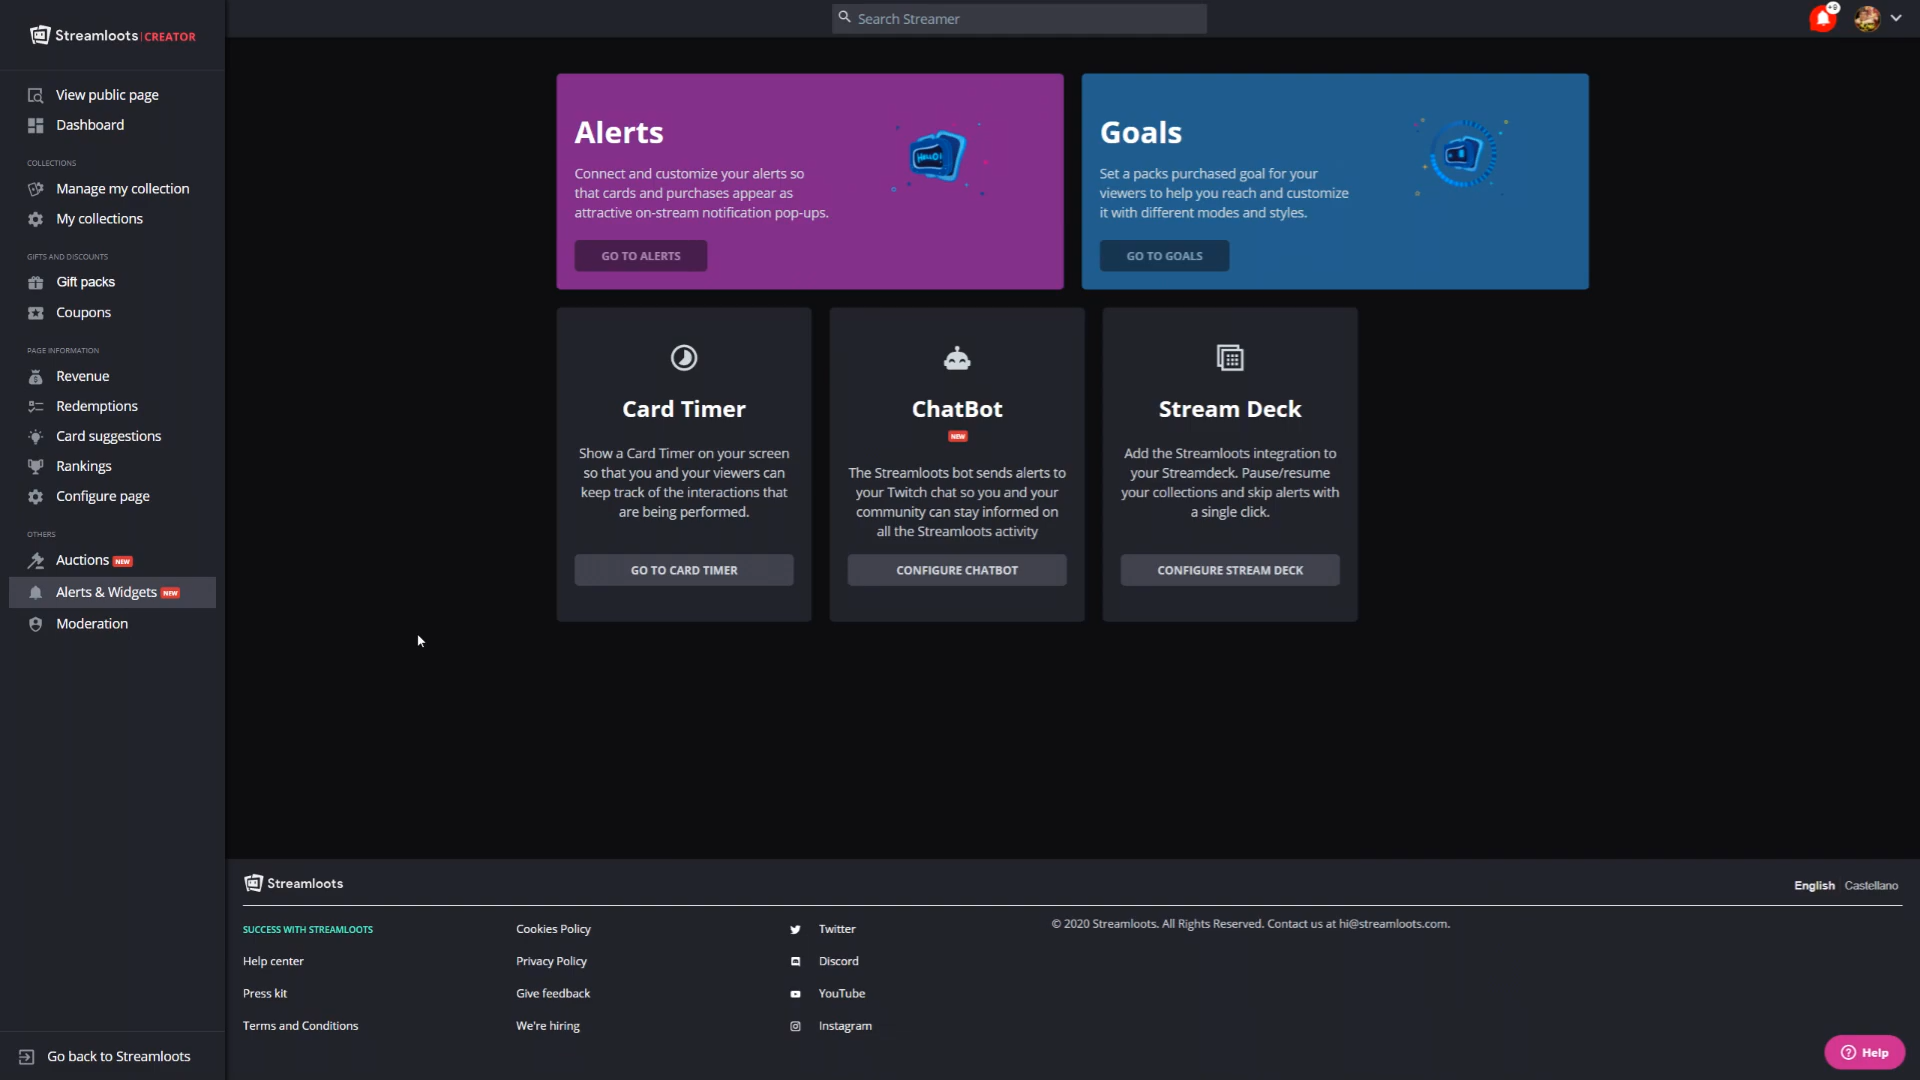 Streamloots|CREATOR
Search Streamer
+9
View public page
Dashboard
COLLECTIONS
Manage my collection
My collections
GIFTS AND DISCOUNTS
Gift packs
Coupons
PAGE INFORMATION
Revenue
Redemptions
Card suggestions
Rankings
Configure page
OTHERS
Auctions NEW
Alerts & Widgets NEW
Moderation
Go back to Streamloots
Alerts
Connect and customize your alerts so
that cards and purchases appear as
attractive on-stream notification pop-ups.
GO TO ALERTS
HELLO!
Goals
Set a packs purchased goal for your
viewers to help you reach and customize
it with different modes and styles.
GO TO GOALS
Card Timer
Show a Card Timer on your screen
so that you and your viewers can
keep track of the interactions that
are being performed.
GO TO CARD TIMER
ChatBot
NEW
The Streamloots bot sends alerts to
your Twitch chat so you and your
community can stay informed on
all the Streamloots activity
CONFIGURE CHATBOT
Stream Deck
Add the Streamloots integration to
your Streamdeck. Pause/resume
your collections and skip alerts with
a single click.
CONFIGURE STREAM DECK
Streamloots
English Castellano
SUCCESS WITH STREAMLOOTS
Help center
Press kit
Terms and Conditions
Cookies Policy
Privacy Policy
Give feedback
We're hiring
Twitter
Discord
YouTube
Instagram
© 2020 Streamloots. All Rights Reserved. Contact us at hi@streamloots.com.
Help